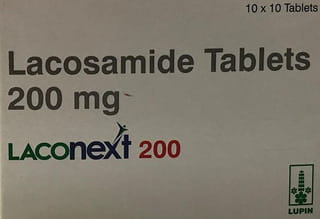 10 x 10 Tablets
Lacosamide Tablets
200 mg
LACOnext 200
LUPIN